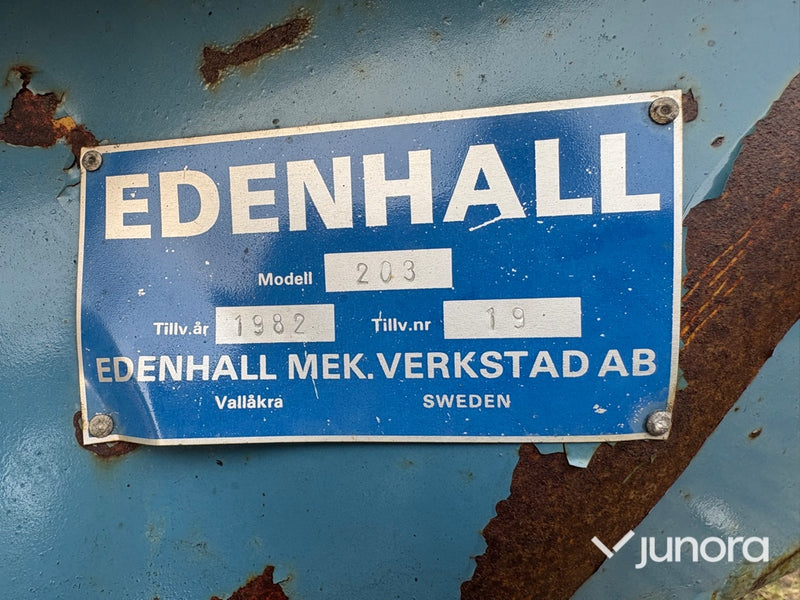 EDENHALL
Modell 203
Tillv.år 1982 Tillv.nr 19
EDENHALL MEK. VERKSTAD AB
Vallåkra SWEDEN
junora